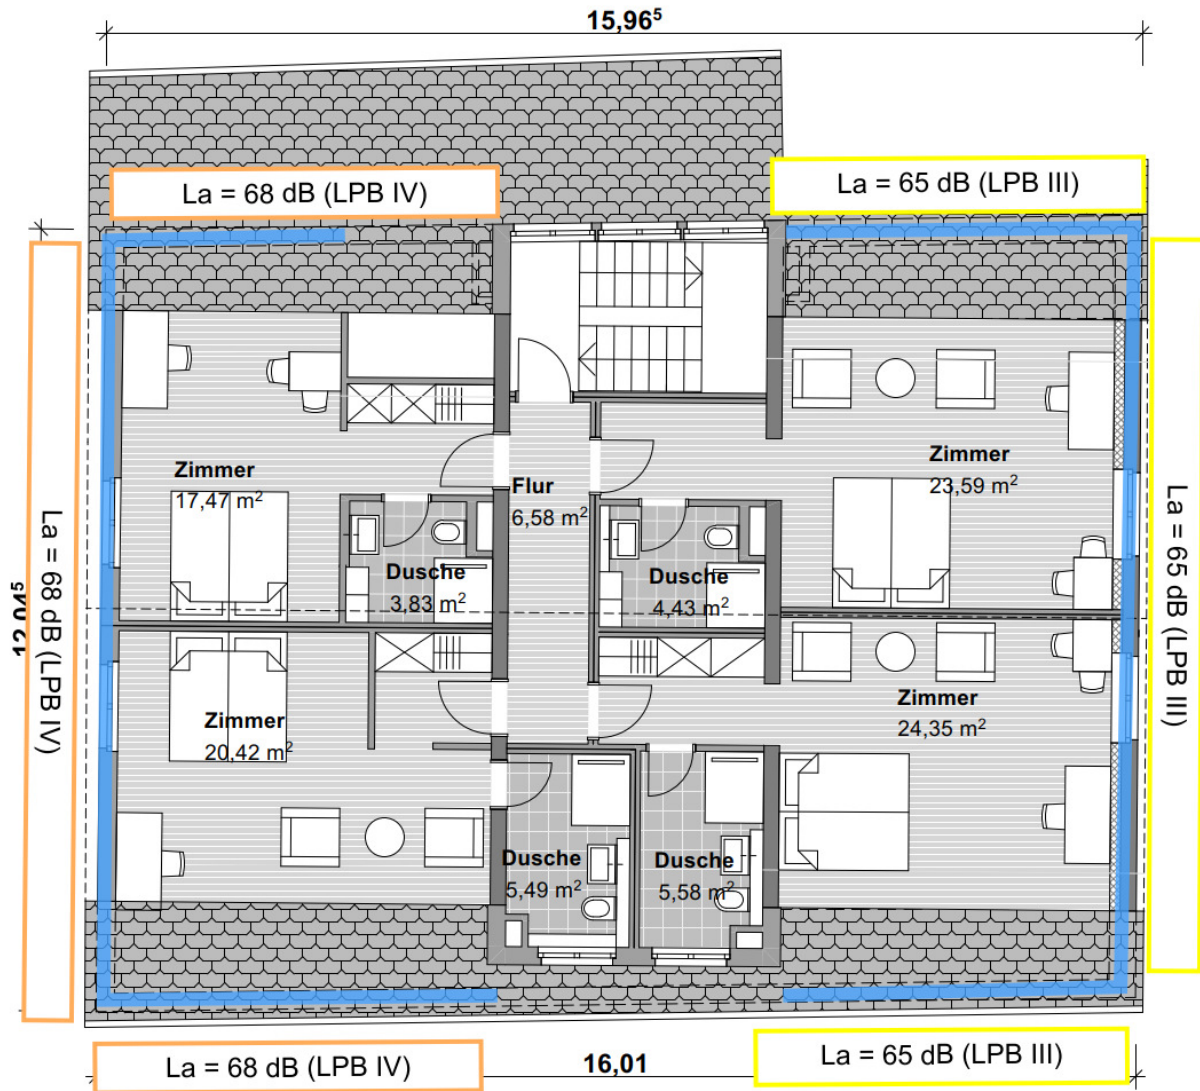 15,96⁵
La = 68 dB (LPB IV)
La = 65 dB (LPB III)
Zimmer
17,47 m²
Flur
6,58 m²
Zimmer
23,59 m²
Dusche
3,83 m²
Dusche
4,43 m²
12,04⁵
La = 68 dB (LPB IV)
La = 65 dB (LPB III)
Zimmer
20,42 m²
Zimmer
24,35 m²
Dusche
5,49 m²
Dusche
5,58 m²
La = 68 dB (LPB IV)
16,01
La = 65 dB (LPB III)